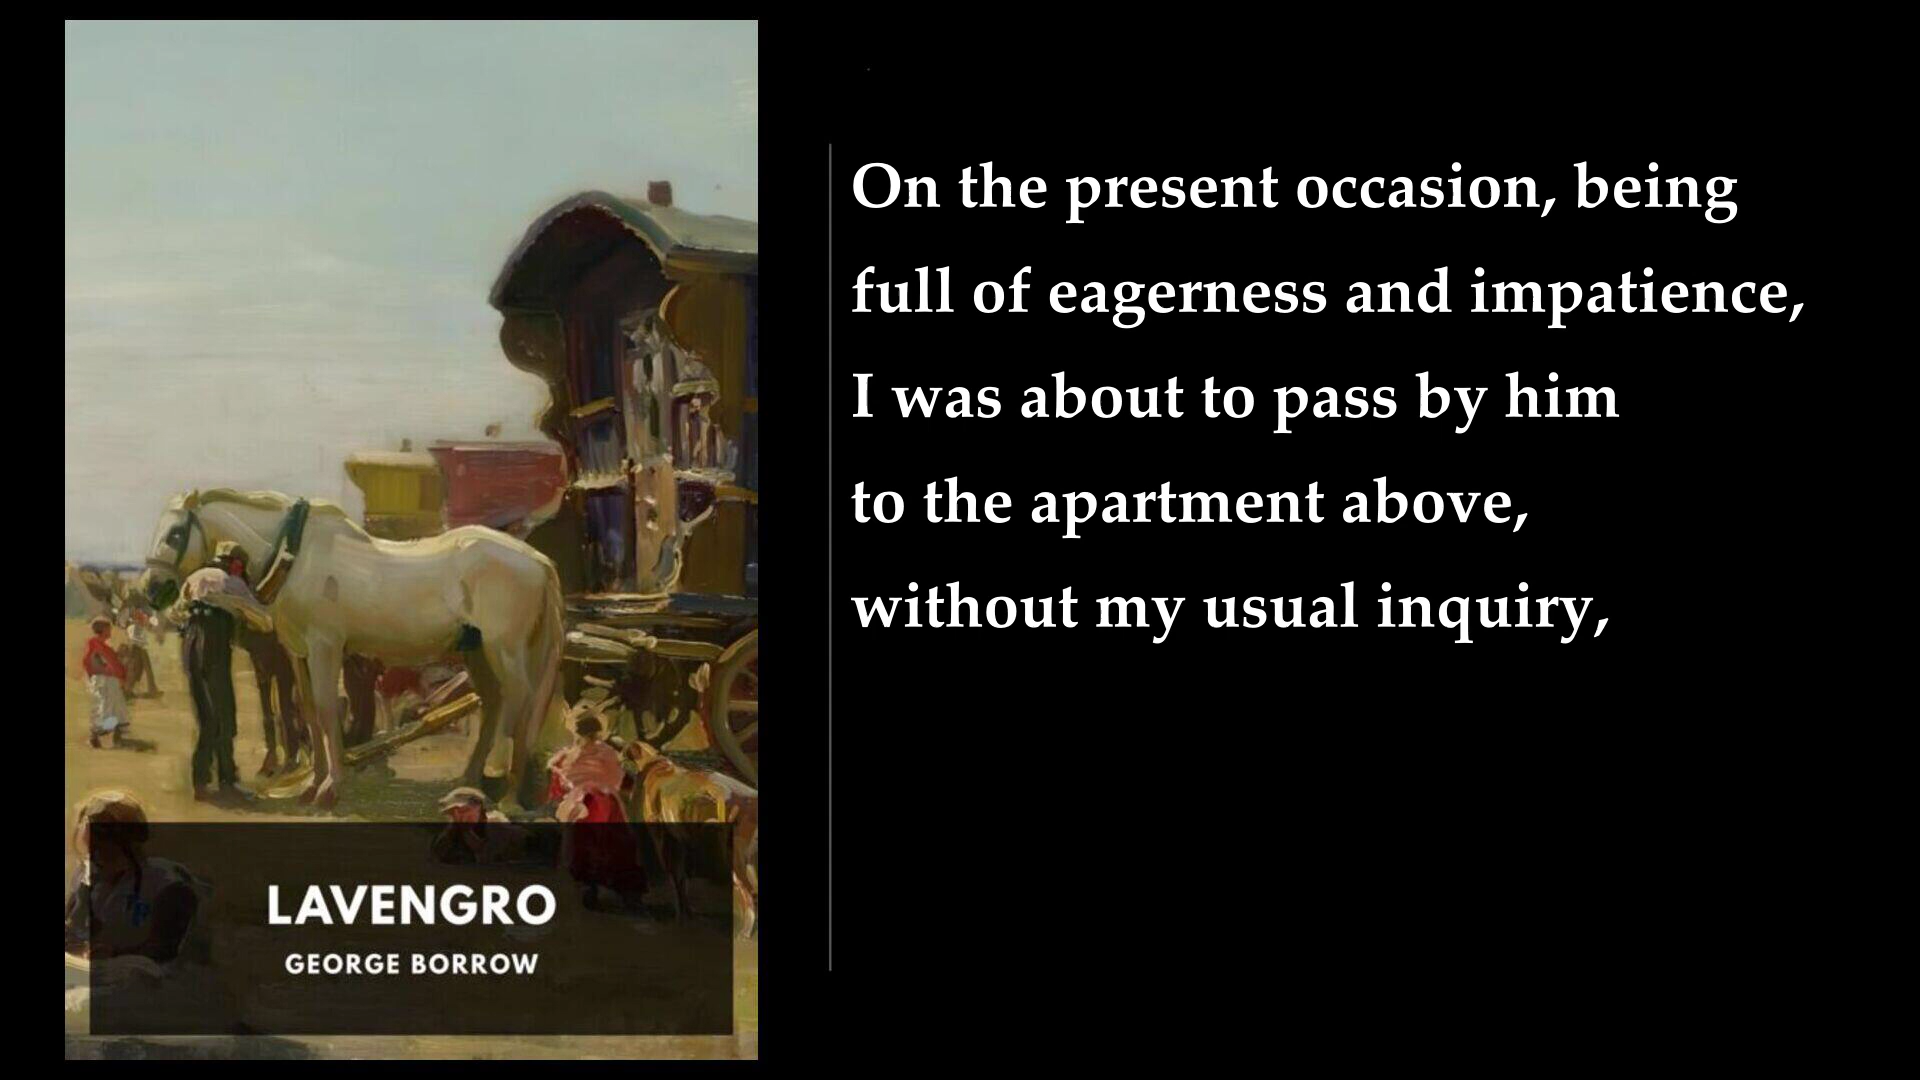 On the present occasion, being
full of eagerness and impatience,
I was about to pass by him
to the apartment above,
without my usual inquiry,
LAVENGRO
GEORGE BORROW